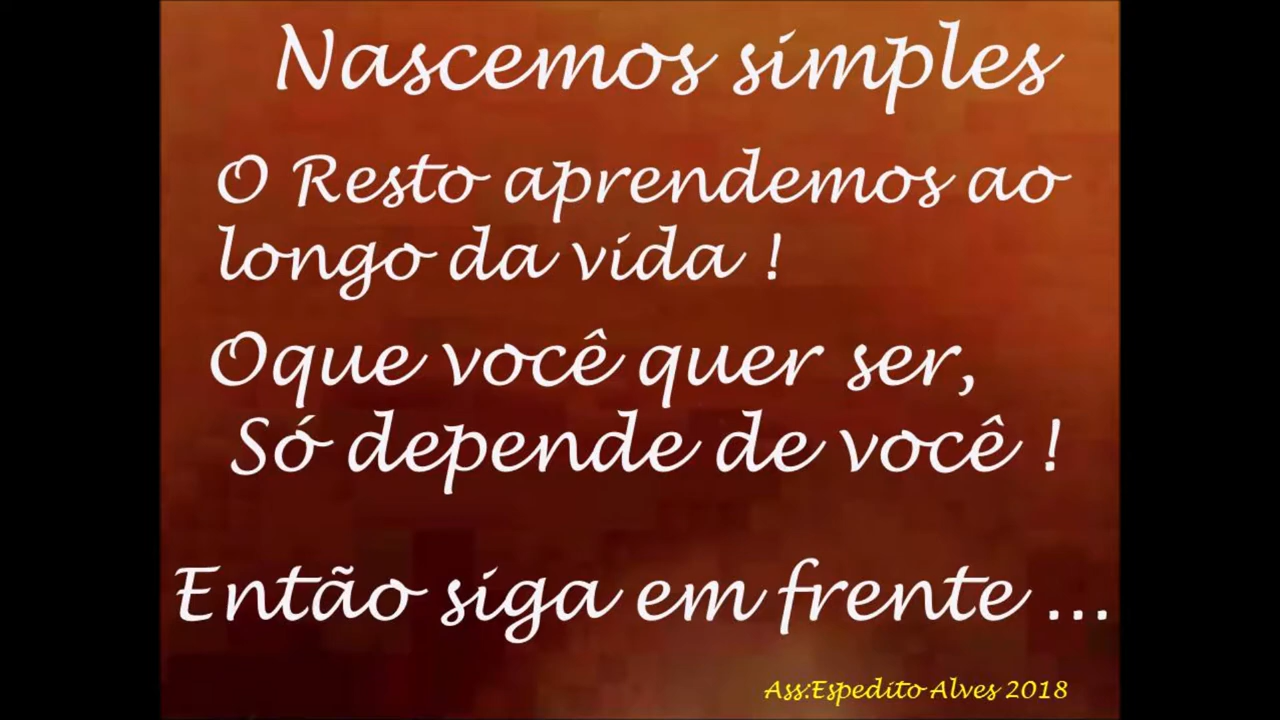 Nascemos simples
O Resto aprendemos ao
longo da vida !
Oque você quer ser,
Só depende de você !
Então siga em frente ...
Ass:Espedito Alves 2018